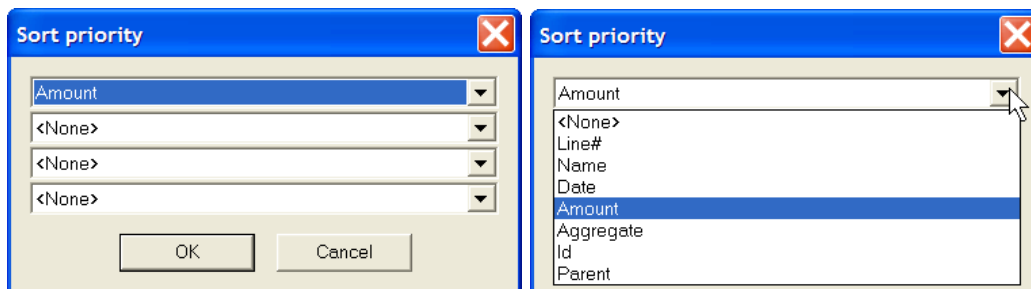 Sort priority
Amount
<None>
<None>
<None>
OK
Cancel
Sort priority
Amount
<None>
Line#
Name
Date
Amount
Aggregate
Id
Parent